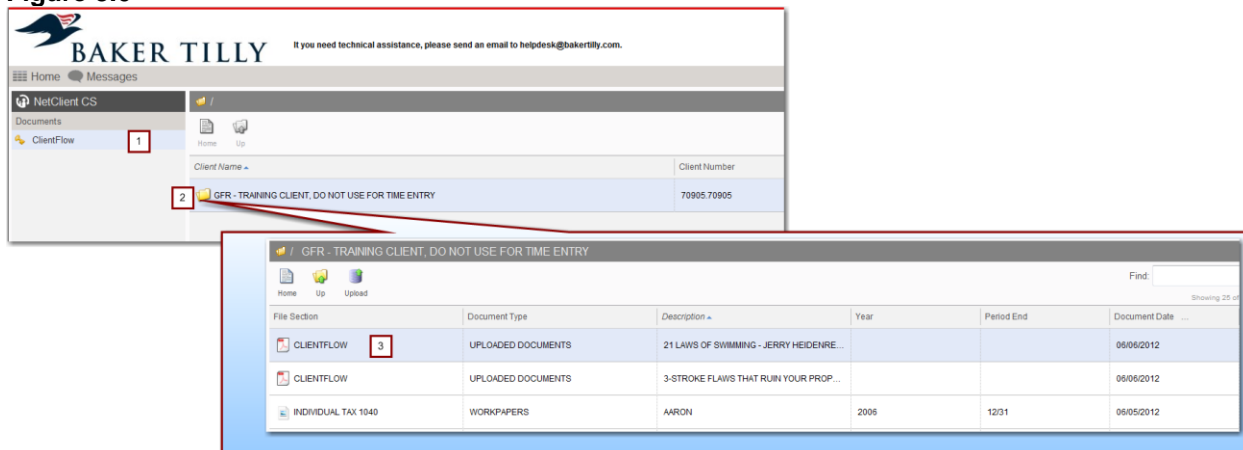 BAKER TILLY
If you need technical assistance, please send an email to helpdesk@bakertilly.com.
Home Messages
NetClient CS
/
Documents
ClientFlow
1
Home Up
Client Name Client Number
2
GFR - TRAINING CLIENT, DO NOT USE FOR TIME ENTRY 70905.70905
/ GFR - TRAINING CLIENT, DO NOT USE FOR TIME ENTRY
Home Up Upload
Find:
Showing 25 of
File Section Document Type Description Year Period End Document Date ...
CLIENTFLOW 3 UPLOADED DOCUMENTS 21 LAWS OF SWIMMING - JERRY HEIDENRE... 06/06/2012
CLIENTFLOW UPLOADED DOCUMENTS 3-STROKE FLAWS THAT RUIN YOUR PROP... 06/06/2012
INDIVIDUAL TAX 1040 WORKPAPERS AARON 2006 12/31 06/05/2012